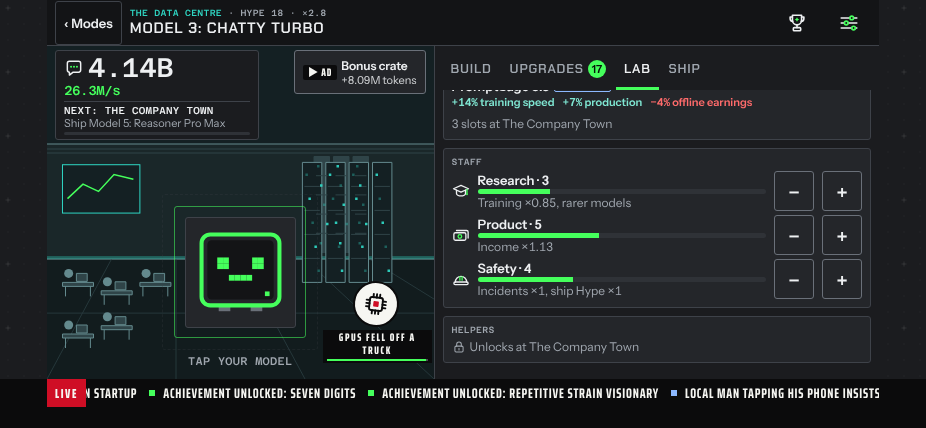 ‹ Modes
THE DATA CENTRE · HYPE 18 · ×2.8
MODEL 3: CHATTY TURBO
4.14B
26.3M/s
NEXT: THE COMPANY TOWN
Ship Model 5: Reasoner Pro Max
AD
Bonus crate
+8.09M tokens
BUILD
UPGRADES 17
LAB
SHIP
+14% training speed +7% production −4% offline earnings
3 slots at The Company Town
STAFF
Research · 3
Training ×0.85, rarer models
− +
Product · 5
Income ×1.13
− +
Safety · 4
Incidents ×1, ship Hype ×1
− +
HELPERS
Unlocks at The Company Town
GPUS FELL OFF A
TRUCK
TAP YOUR MODEL
LIVE
N STARTUP ACHIEVEMENT UNLOCKED: SEVEN DIGITS ACHIEVEMENT UNLOCKED: REPETITIVE STRAIN VISIONARY LOCAL MAN TAPPING HIS PHONE INSISTS